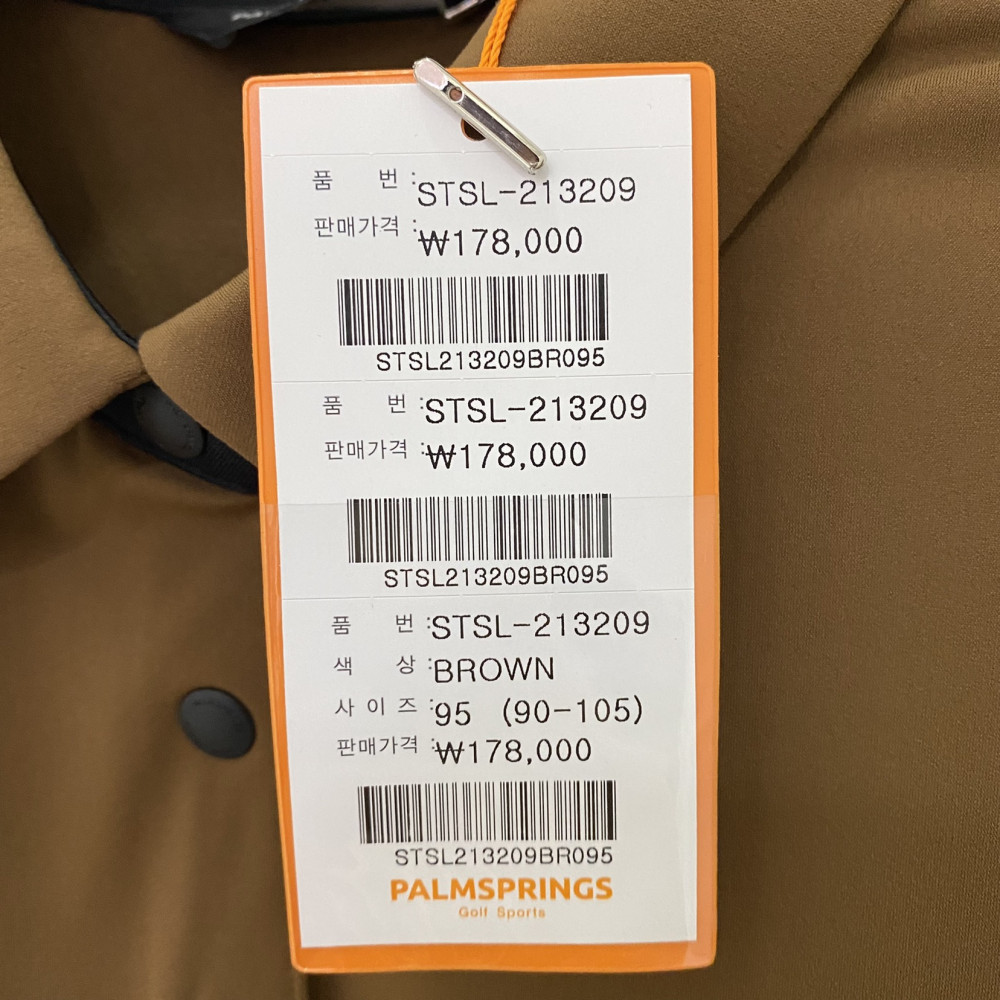 품 번 : STSL-213209
판매가격 : ₩178,000
STSL213209BR095
품 번 : STSL-213209
판매가격 : ₩178,000
STSL213209BR095
품 번 : STSL-213209
색 상 : BROWN
사 이 즈 : 95 (90-105)
판매가격 : ₩178,000
STSL213209BR095
PALMSPRINGS
Golf Sports